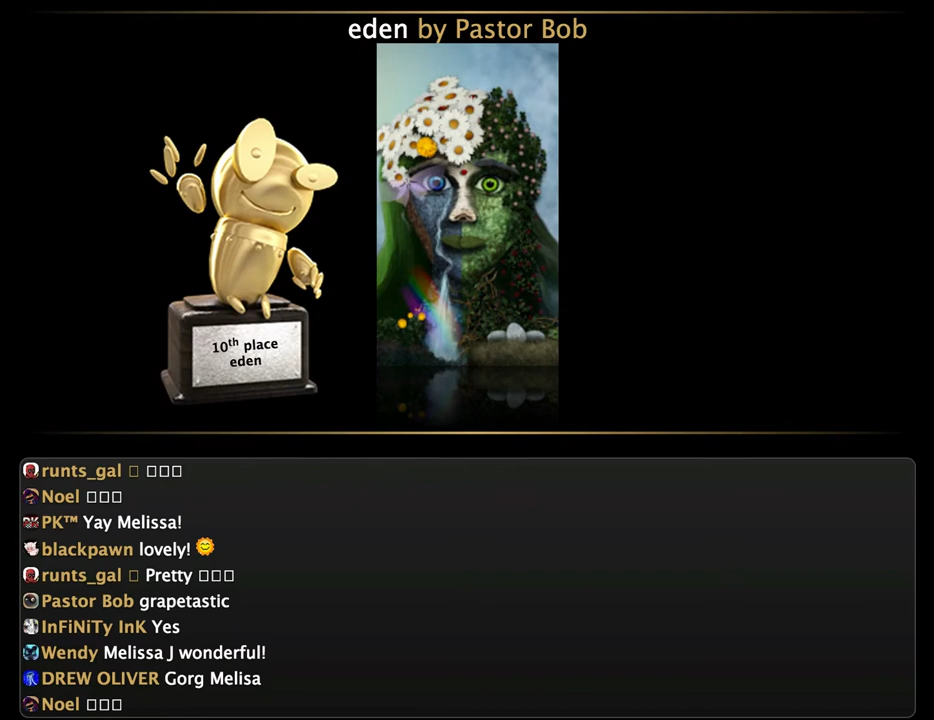 eden by Pastor Bob
10th place
eden
runts_gal
Noel
PK™ Yay Melissa!
blackpawn lovely!
runts_gal Pretty
Pastor Bob grapetastic
InFiNiTy InK Yes
Wendy Melissa J wonderful!
DREW OLIVER Gorg Melisa
Noel